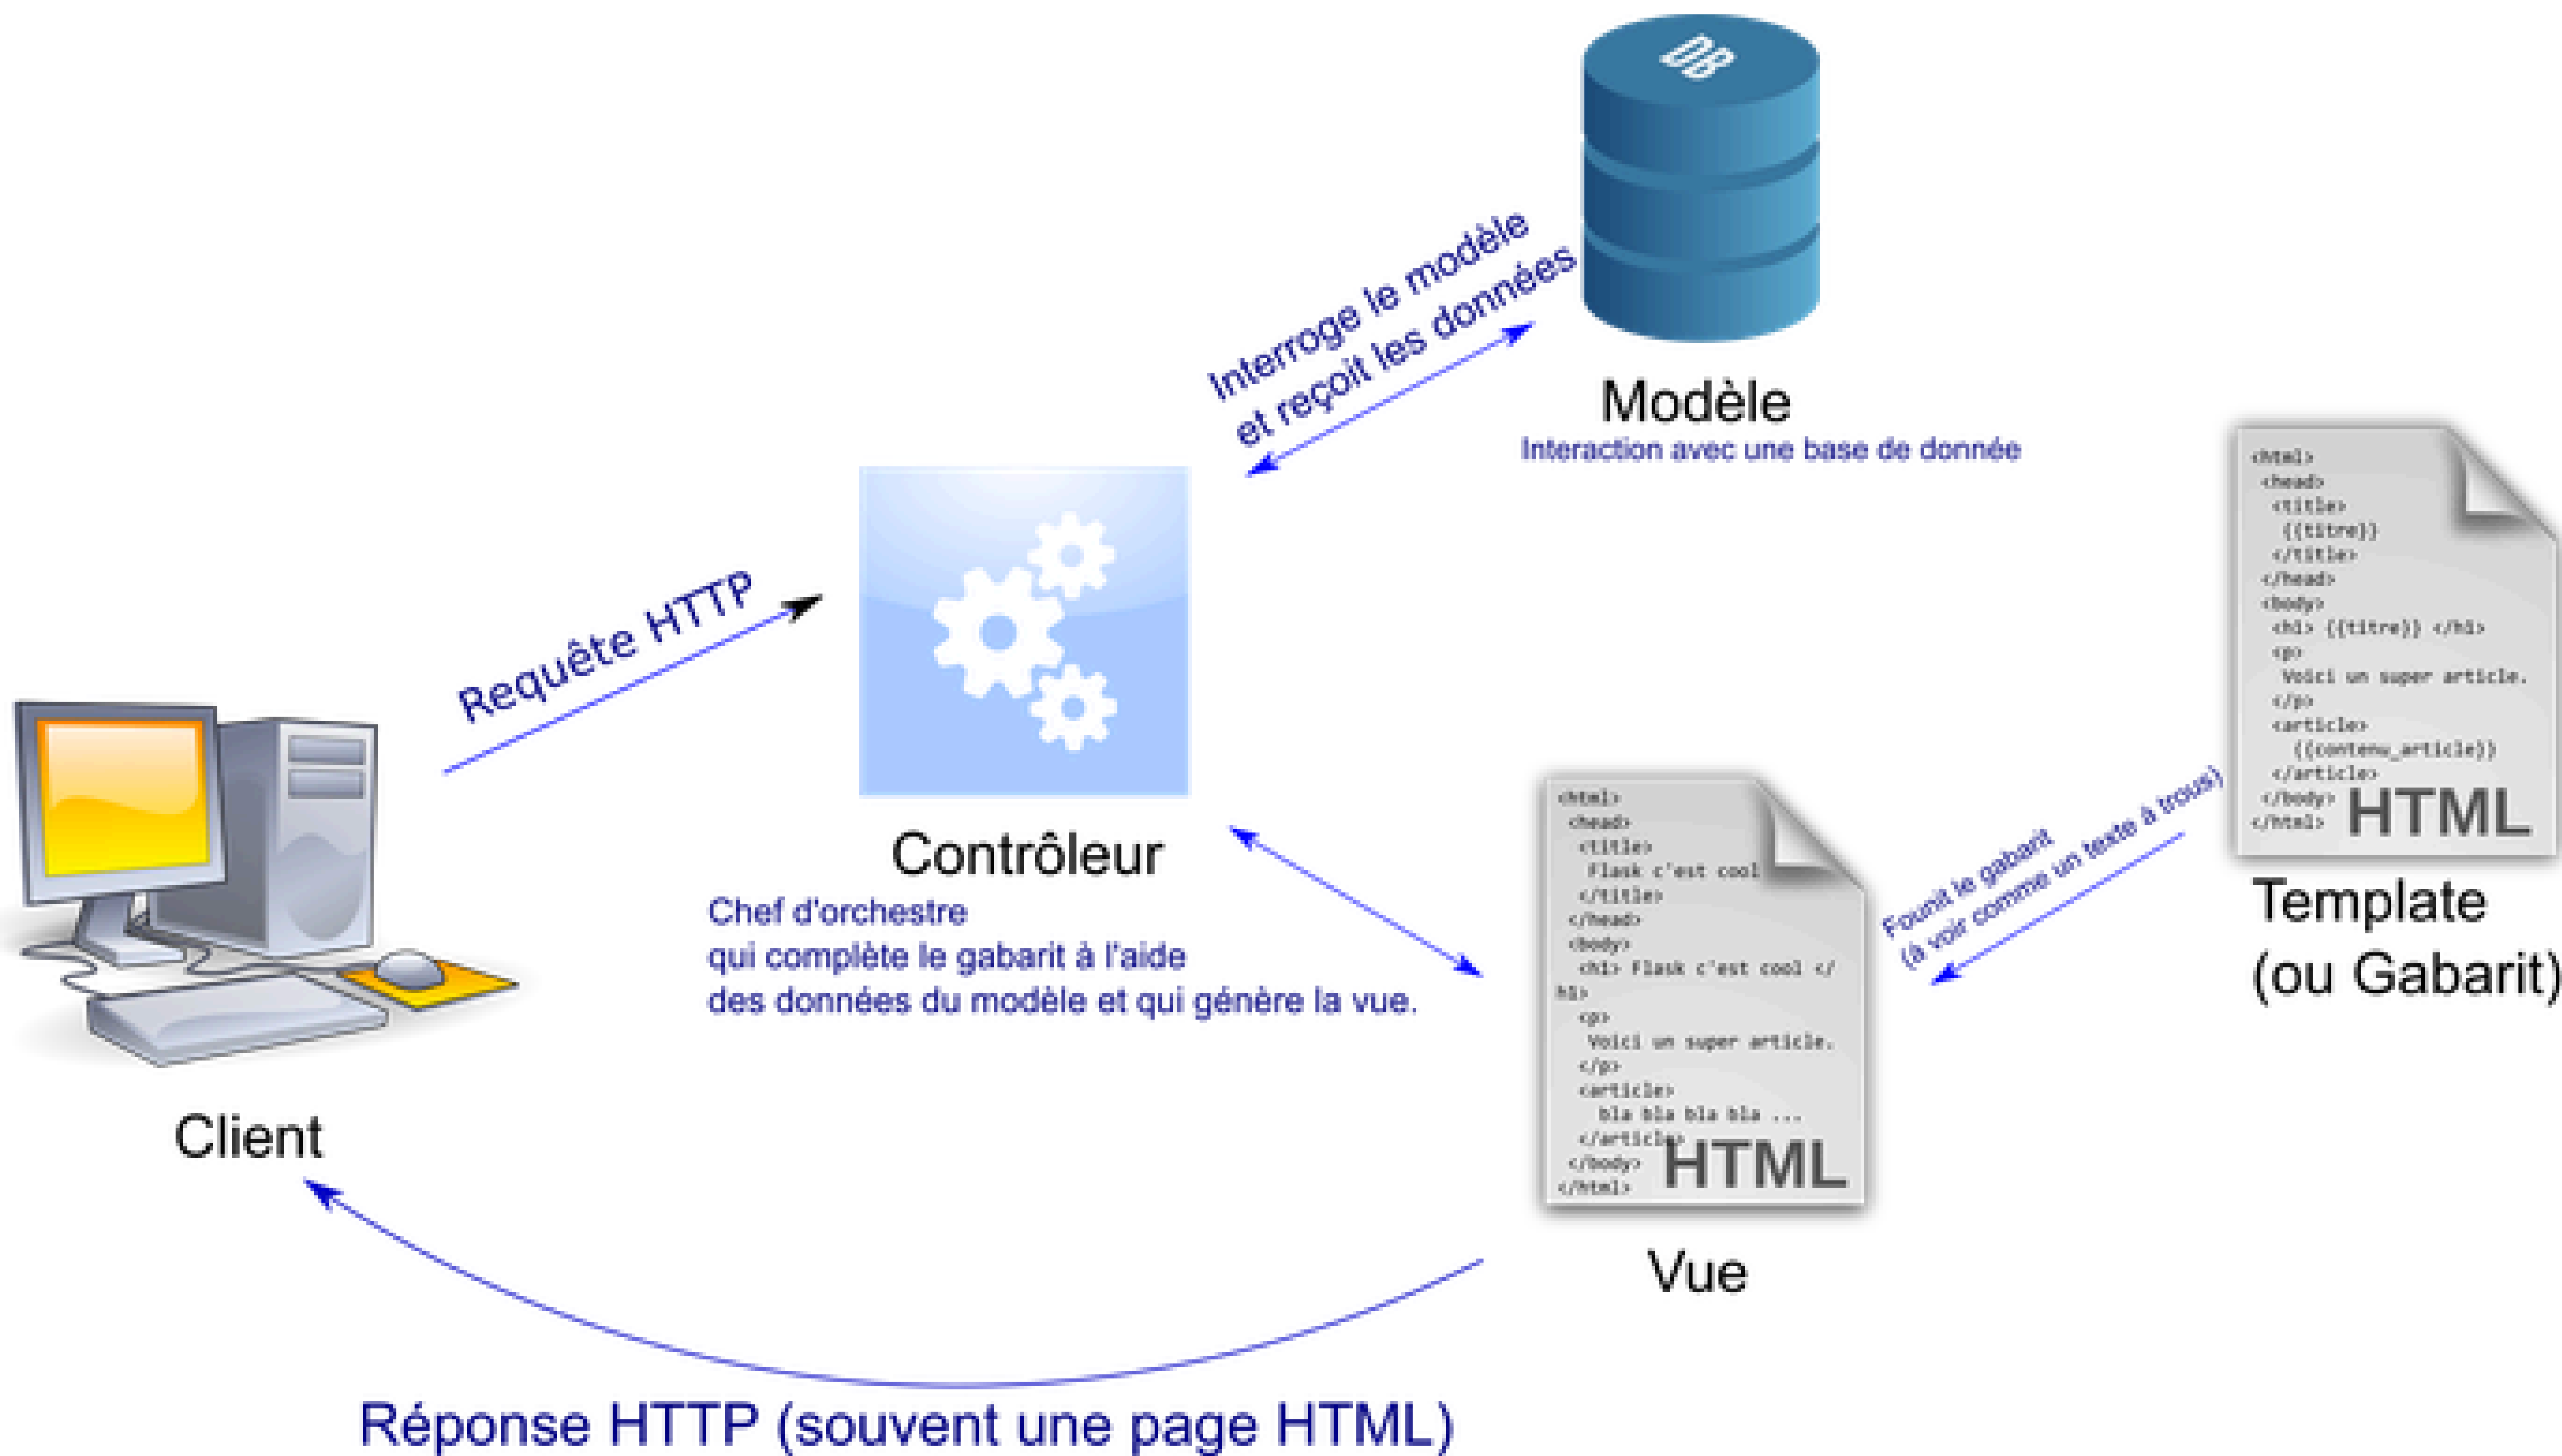 DB
Interroge le modèle
et reçoit les données
Modèle
Interaction avec une base de donnée
Requête HTTP
Contrôleur
Chef d'orchestre
qui complète le gabarit à l'aide
des données du modèle et qui génère la vue.
Client
<html>
<head>
<title>
{{titre}}
</title>
</head>
<body>
<h1> {{titre}} </h1>
<p>
Voici un super article.
</p>
<article>
{{contenu_article}}
</article>
</body>
</html>
HTML
Template
(ou Gabarit)
Founit le gabarit
(à voir comme un texte à trous)
<html>
<head>
<title>
Flask c'est cool
</title>
</head>
<body>
<h1> Flask c'est cool </
h1>
<p>
Voici un super article.
</p>
<article>
bla bla bla bla ...
</article>
</body>
</html>
HTML
Vue
Réponse HTTP (souvent une page HTML)